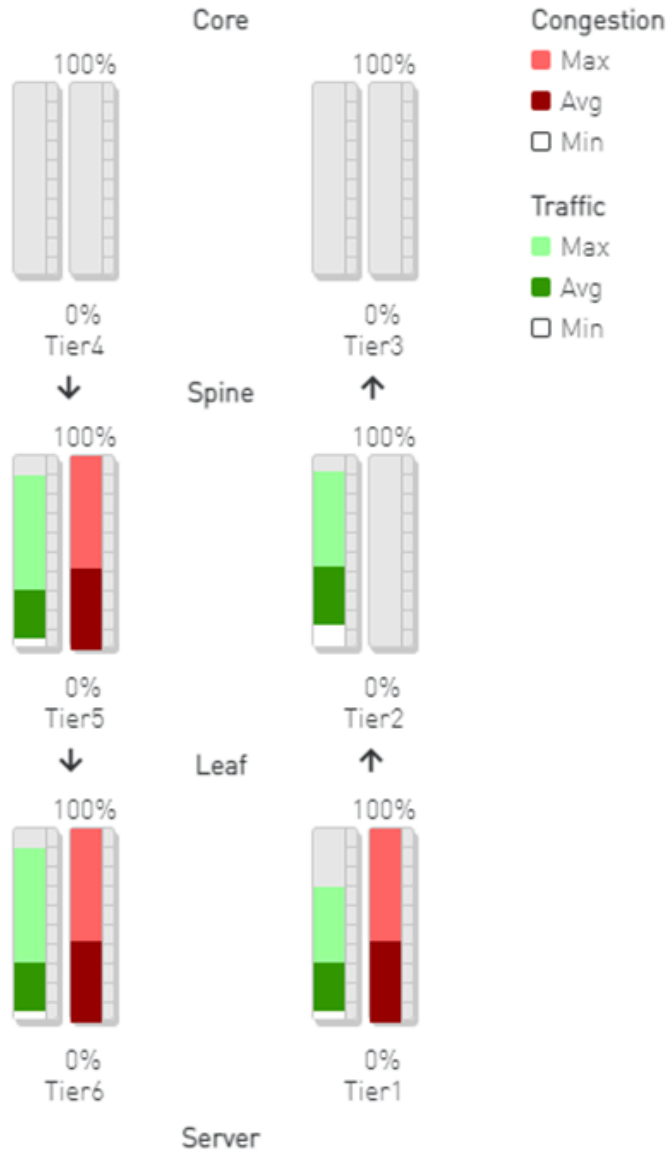 Core
Congestion
100%
100%
Max
Avg
Min
Traffic
Max
Avg
Min
0%
0%
Tier4
Tier3
↓
Spine
↑
100%
100%
0%
0%
Tier5
Tier2
↓
Leaf
↑
100%
100%
0%
0%
Tier6
Tier1
Server